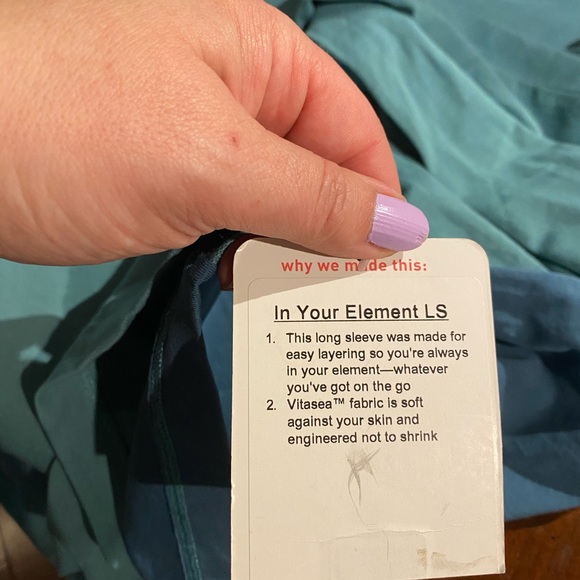 why we made this:
In Your Element LS
1. This long sleeve was made for
easy layering so you're always
in your element—whatever
you've got on the go
2. Vitasea™ fabric is soft
against your skin and
engineered not to shrink